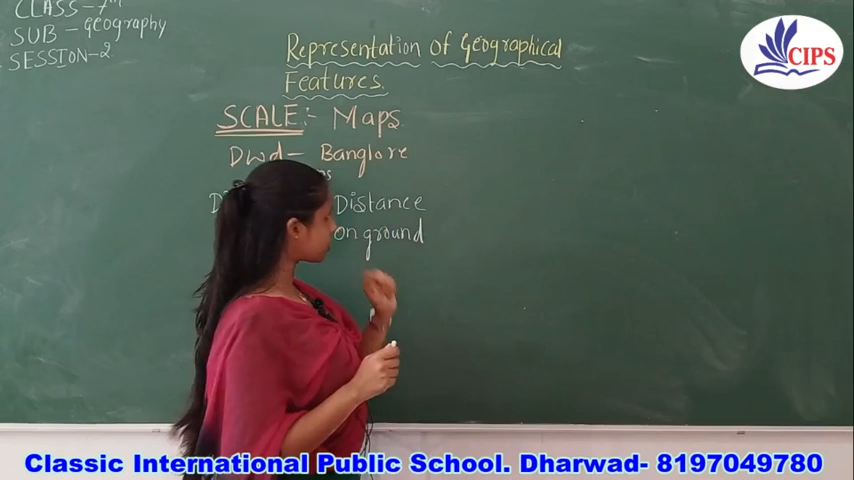 CLASS-7th
SUB-Geography
SESSION-2
Representation of Geographical
Features.
SCALE:- Maps.
Dwd- Banglore
Distance
on ground
CIPS
Classic International Public School. Dharwad- 8197049780